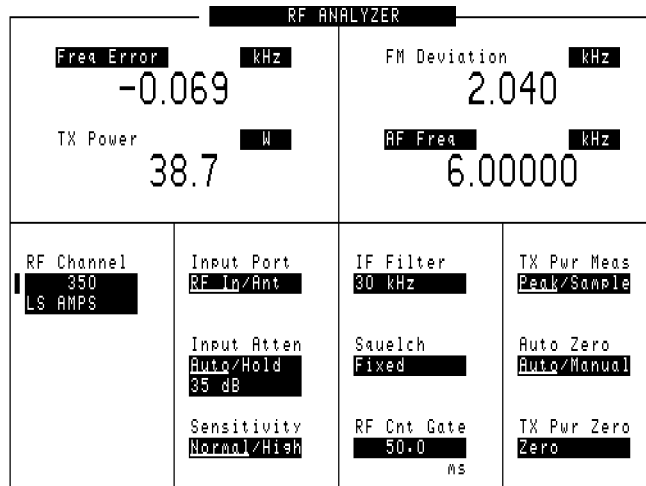 RF ANALYZER
Freq Error kHz
-0.069
TX Power W
38.7
FM Deviation kHz
2.040
AF Freq kHz
6.00000
RF Channel
350
LS AMPS
Input Port
RF In/Ant
Input Atten
Auto/Hold
35 dB
Sensitivity
Normal/High
IF Filter
30 kHz
Squelch
Fixed
RF Cnt Gate
50.0
ms
TX Pwr Meas
Peak/Sample
Auto Zero
Auto/Manual
TX Pwr Zero
Zero